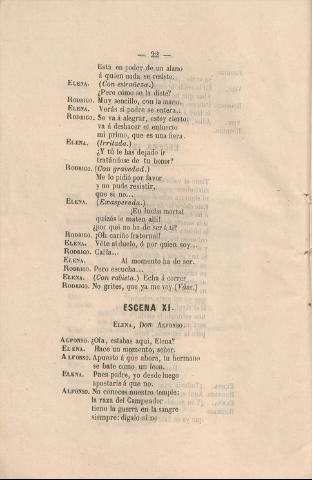 — 22 —
Está en poder de un alano
á quien nada se resiste.
ELENA. (Con estrañesa.)
¿Pero cómo se la diste?
RODRIGO. Muy sencillo, con la mano.
ELENA. Verás si padre se entera..
RODRIGO. Se va á alegrar, estoy cierto:
va á deshacer el entuerto
mi primo, que es una fiera.
ELENA. (Irritada.)
¿Y tú le has dejado ir
tratándose de tu honor?
RODRIGO. (Con gravedad.)
Me lo pidió por favor
y no pude resistir,
que si no...
ELENA. (Exasperada.)
¡En lucha mortal
quizás le maten allí!
¿por qué no ha de ser á tí?
RODRIGO. ¡Oh cariño fraternal!
ELENA. Véte al duelo, ó por quien soy...
RODRIGO. Calla...
ELENA. Al momento ha de ser.
RODRIGO. Pero escucha...
ELENA. (Con rabieta.) Echa á correr.
RODRIGO. No grites, que ya me voy (Váse.)
ESCENA XI.
ELENA, DON ALFONSO.
ALFONSO. ¿Ola, estabas aquí, Elena?
ELENA. Hace un momento, señor.
ALFONSO. Apuesto á que ahora, tu hermano
se bate como un leon.
ELENA. Pues padre, yo desde luego
apostaría á que no.
ALFONSO. No conoces nuestro temple:
la raza del Campeador
tiene la guerra en la sangre
siempre: dígalo si no